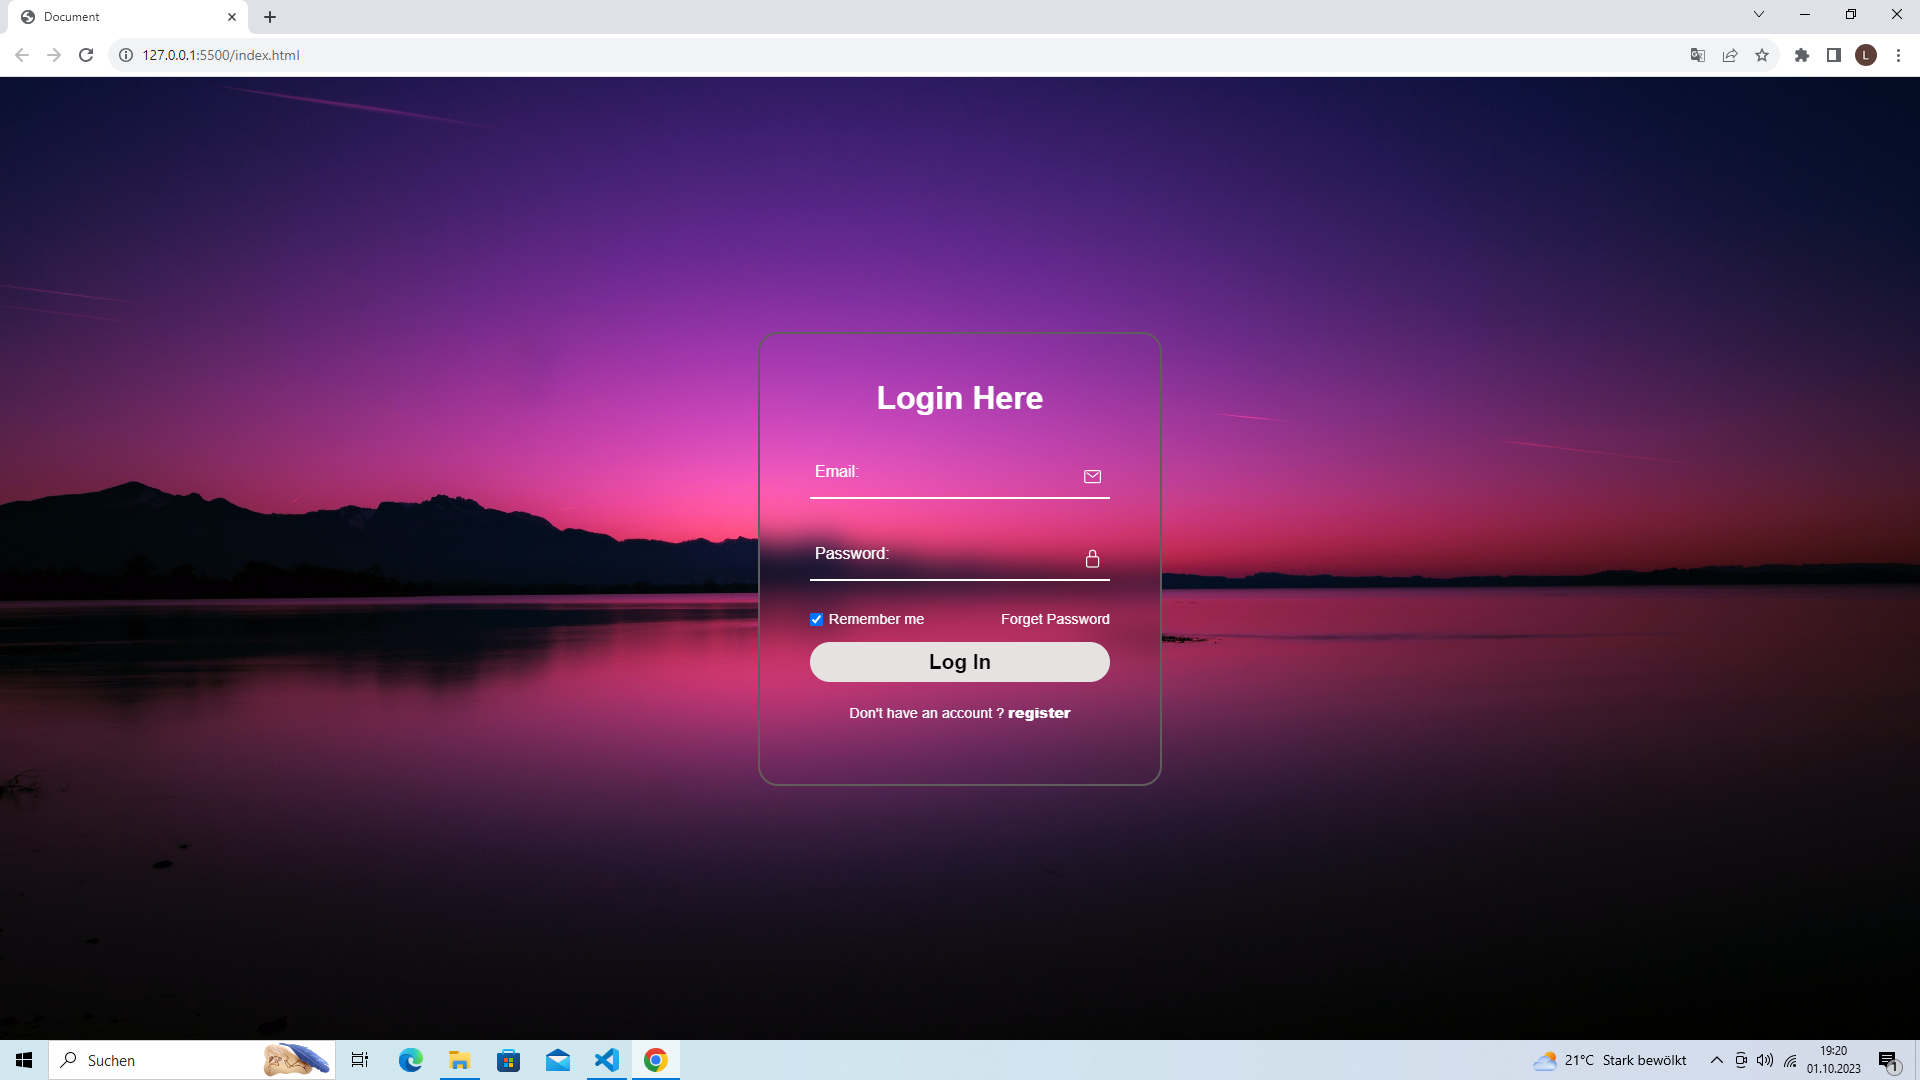 Document
127.0.0.1:5500/index.html
L
Login Here
Email:
Password:
Remember me
Forget Password
Log In
Don't have an account ? register
Suchen
21°C Stark bewölkt
19:20
01.10.2023
1